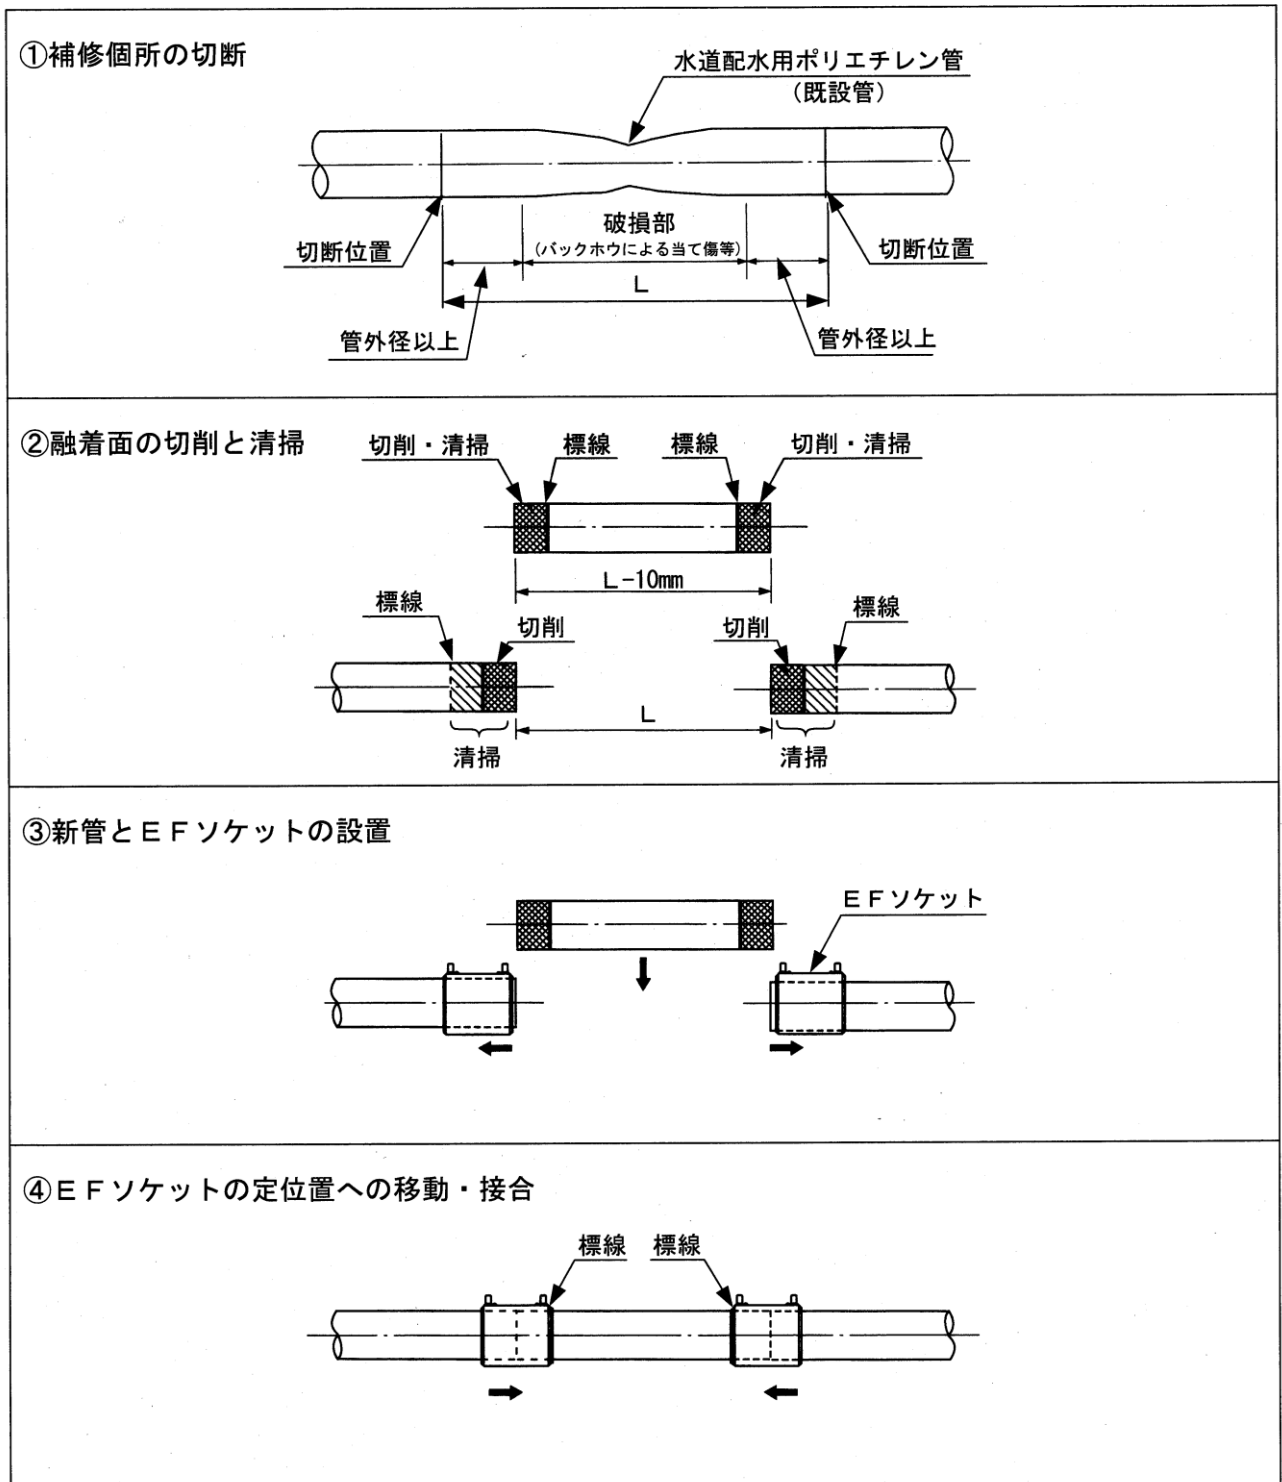 ①補修個所の切断
水道配水用ポリエチレン管
(既設管)
破損部
(バックホウによる当て傷等)
切断位置
切断位置
L
管外径以上
管外径以上
②融着面の切削と清掃
切削・清掃
標線
標線
切削・清掃
L-10mm
標線
切削
切削
標線
L
清掃
清掃
③新管とEFソケットの設置
EFソケット
④EFソケットの定位置への移動・接合
標線
標線